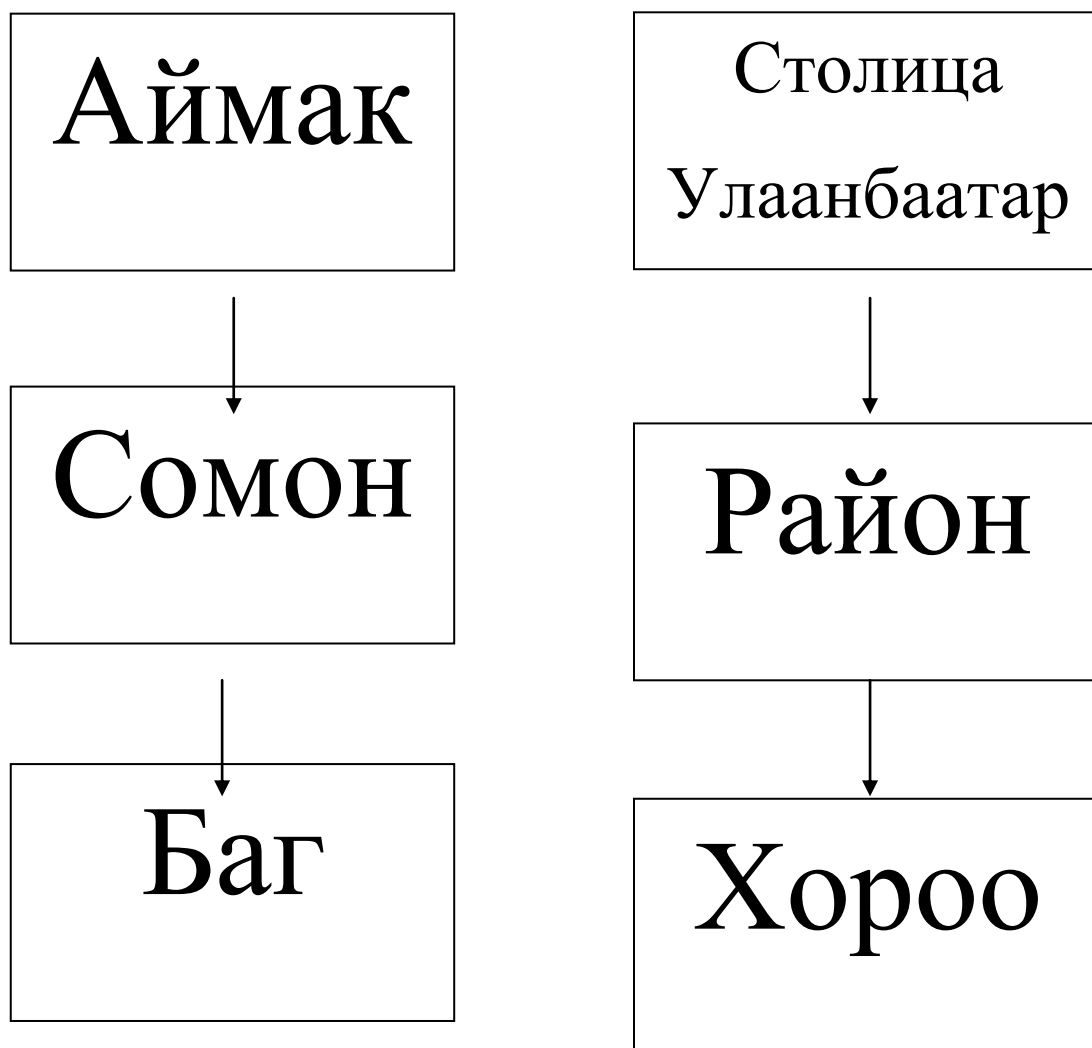 Аймак
Сомон
Баг
Столица
Улаанбаатар
Район
Хороо